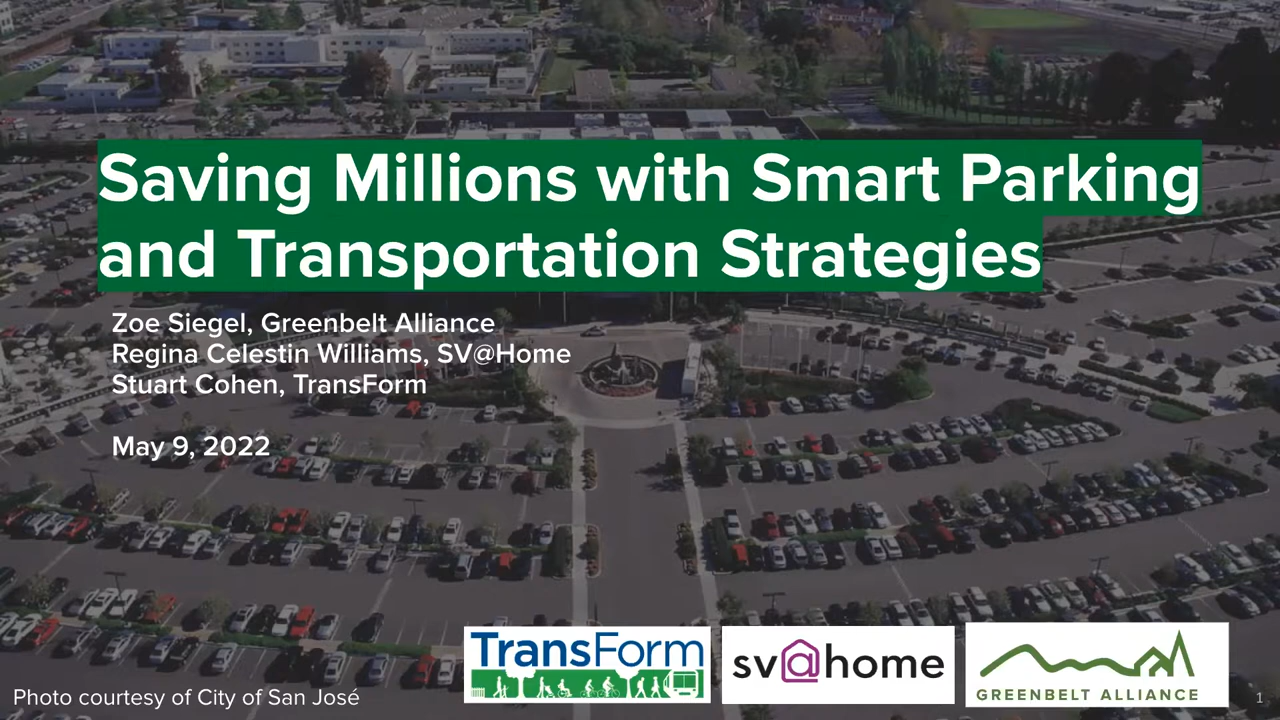 Saving Millions with Smart Parking
and Transportation Strategies
Zoe Siegel, Greenbelt Alliance
Regina Celestin Williams, SV@Home
Stuart Cohen, TransForm
May 9, 2022
TransForm
sv@home
GREENBELT ALLIANCE
Photo courtesy of City of San José
1